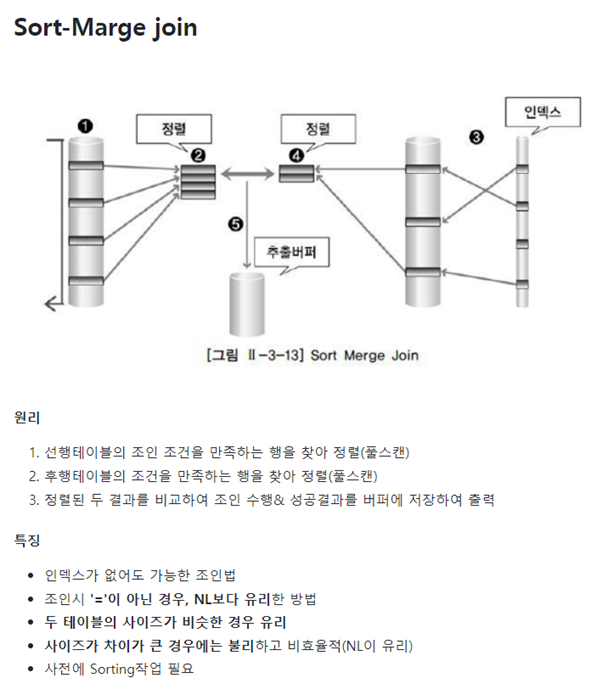 Sort-Marge join
인덱스
❶
정렬
정렬
❸
❷
❹
❺
추출버퍼
[그림 Ⅱ-3-13] Sort Merge Join
원리
1. 선행테이블의 조인 조건을 만족하는 행을 찾아 정렬(풀스캔)
2. 후행테이블의 조건을 만족하는 행을 찾아 정렬(풀스캔)
3. 정렬된 두 결과를 비교하여 조인 수행& 성공결과를 버퍼에 저장하여 출력
특징
• 인덱스가 없어도 가능한 조인법
• 조인시 '='이 아닌 경우, NL보다 유리한 방법
• 두 테이블의 사이즈가 비슷한 경우 유리
• 사이즈가 차이가 큰 경우에는 불리하고 비효율적(NL이 유리)
• 사전에 Sorting작업 필요